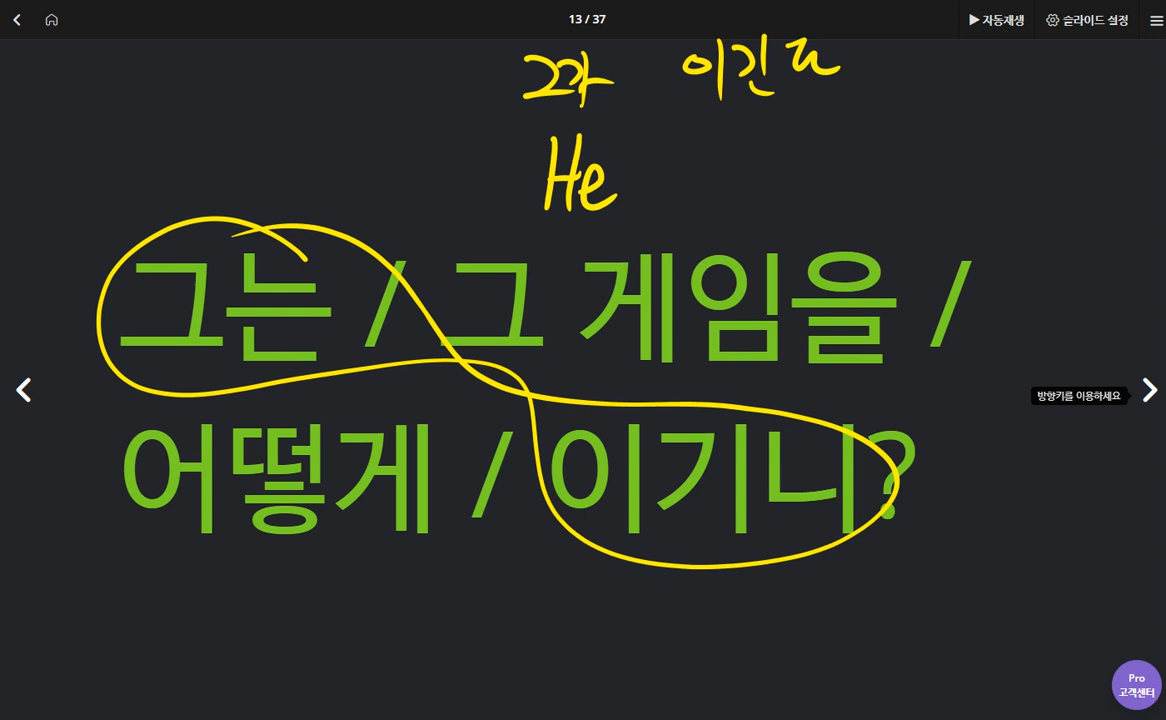 13 / 37
▶ 자동재생
슬라이드 설정
그가 이긴다
He
그는 / 그 게임을 /
어떻게 / 이기니?
방향키를 이용하세요
Pro
고객센터